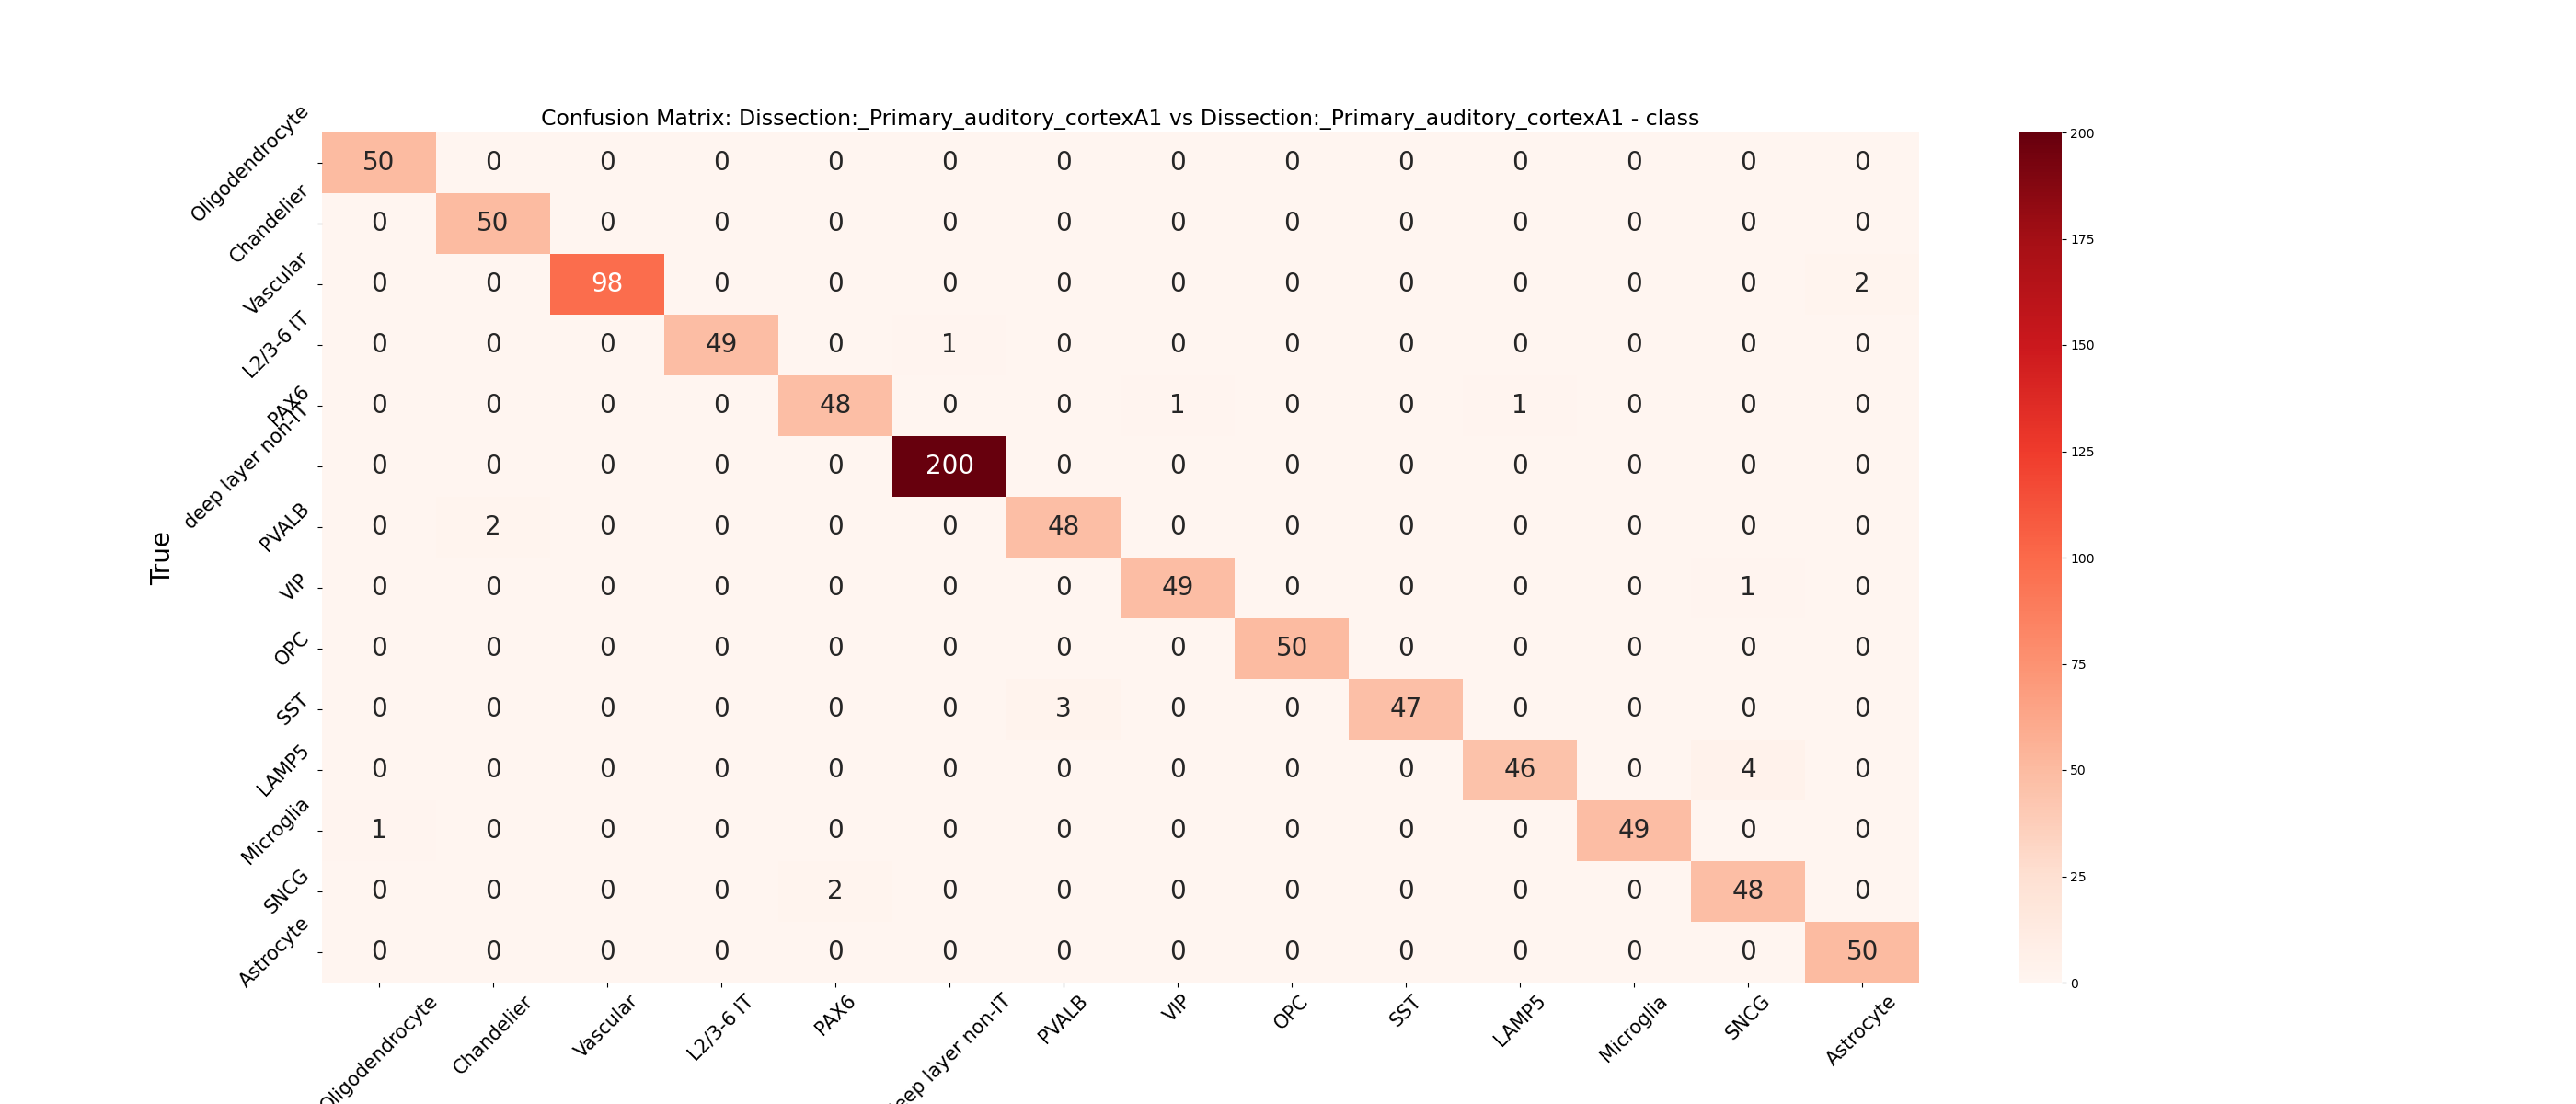 Confusion Matrix: Dissection:_Primary_auditory_cortexA1 vs Dissection:_Primary_auditory_cortexA1 - class
True
Oligodendrocyte 50 0 0 0 0 0 0 0 0 0 0 0 0 0
Chandelier 0 50 0 0 0 0 0 0 0 0 0 0 0 0
Vascular 0 0 98 0 0 0 0 0 0 0 0 0 0 2
L2/3-6 IT 0 0 0 49 0 1 0 0 0 0 0 0 0 0
PAX6 0 0 0 0 48 0 0 1 0 0 1 0 0 0
deep layer non-IT 0 0 0 0 0 200 0 0 0 0 0 0 0 0
PVALB 0 2 0 0 0 0 48 0 0 0 0 0 0 0
VIP 0 0 0 0 0 0 0 49 0 0 0 0 1 0
OPC 0 0 0 0 0 0 0 0 50 0 0 0 0 0
SST 0 0 0 0 0 0 3 0 0 47 0 0 0 0
LAMP5 0 0 0 0 0 0 0 0 0 0 46 0 4 0
Microglia 1 0 0 0 0 0 0 0 0 0 0 49 0 0
SNCG 0 0 0 0 2 0 0 0 0 0 0 0 48 0
Astrocyte 0 0 0 0 0 0 0 0 0 0 0 0 0 50
Oligodendrocyte Chandelier Vascular L2/3-6 IT PAX6 deep layer non-IT PVALB VIP OPC SST LAMP5 Microglia SNCG Astrocyte
200
175
150
125
100
75
50
25
0